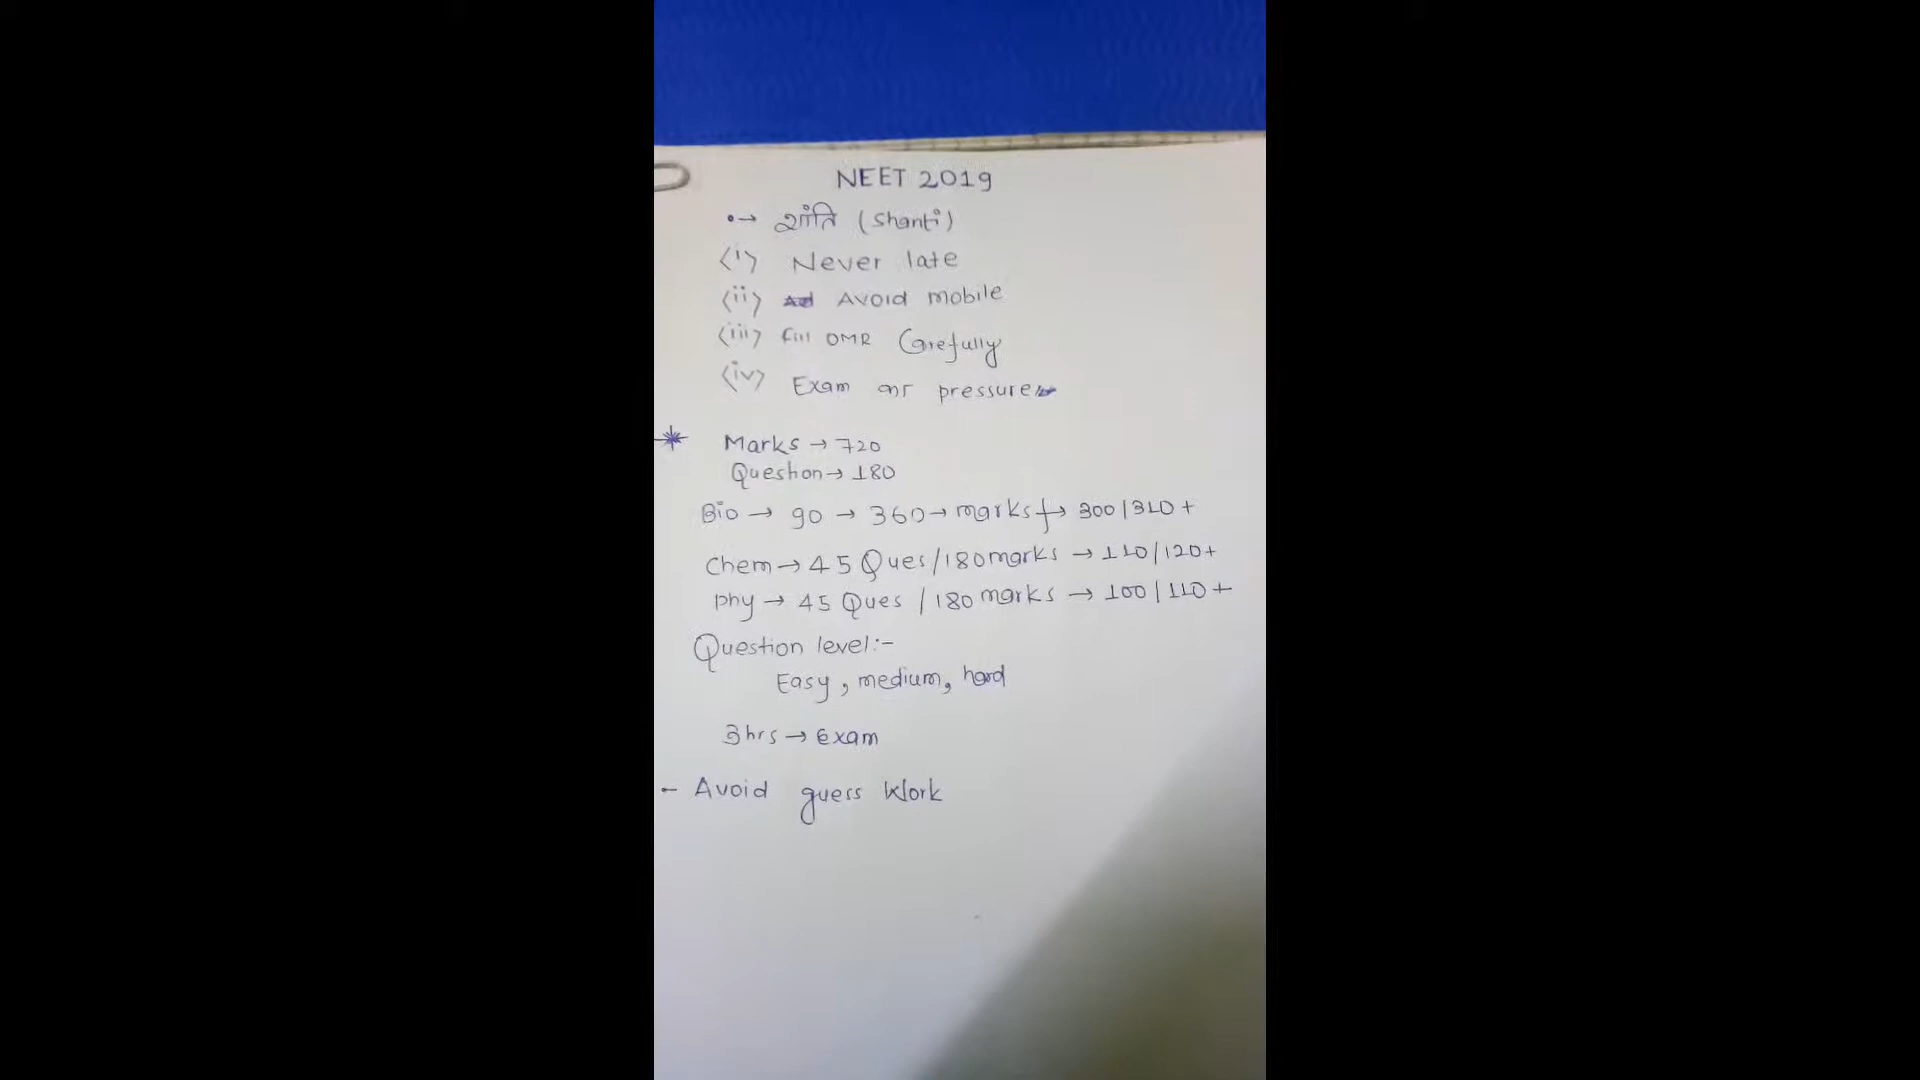 NEET 2019
•→ शांति (Shanti)
(i) Never late
(ii) Avoid mobile
(iii) Fill OMR Carefully
(iv) Exam का pressure
* Marks → 720
Question → 180
Bio → 90 → 360 → marks → 300/310+
Chem → 45 Ques/180 marks → 110/120+
Phy → 45 Ques / 180 marks → 100/110+
Question level:-
Easy, medium, hard
3hrs → Exam
- Avoid guess Work